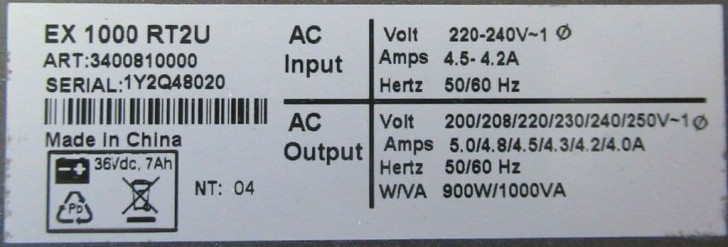 EX 1000 RT2U
ART:3400810000
SERIAL:1Y2Q48020
Made in China
36Vdc, 7Ah
Pb
NT: 04
AC Input
Volt 220-240V~1 Ø
Amps 4.5- 4.2A
Hertz 50/60 Hz
AC Output
Volt 200/208/220/230/240/250V~1Ø
Amps 5.0/4.8/4.5/4.3/4.2/4.0A
Hertz 50/60 Hz
W/VA 900W/1000VA